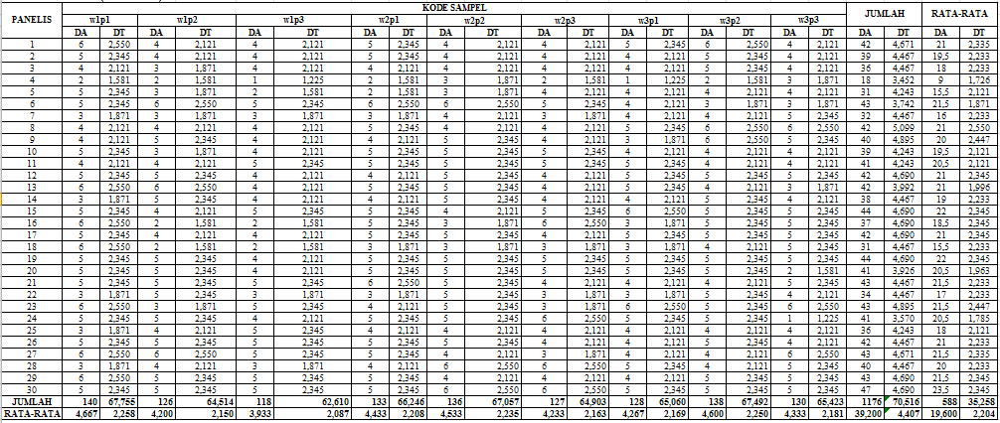 KODE SAMPEL
PANELIS w1p1 w1p2 w1p3 w2p1 w2p2 w2p3 w3p1 w3p2 w3p3 JUMLAH RATA-RATA
DA DT DA DT DA DT DA DT DA DT DA DT DA DT DA DT DA DT DA DT DA DT
1 6 2,550 4 2,121 4 2,121 5 2,345 4 2,121 4 2,121 5 2,345 6 2,550 4 2,121 42 4,671 21 2,335
2 5 2,345 4 2,121 4 2,121 5 2,345 4 2,121 4 2,121 5 2,345 4 2,121 4 2,121 39 4,467 19,5 2,233
3 4 2,121 3 1,871 4 2,121 4 2,121 4 2,121 4 2,121 4 2,121 5 2,345 4 2,121 36 4,467 18 2,233
4 2 1,581 2 1,581 1 1,225 2 1,581 3 1,871 2 1,581 1 1,225 2 1,581 3 1,871 18 3,452 9 1,726
5 5 2,345 3 1,871 2 1,581 2 1,581 3 1,871 4 2,121 4 2,121 4 2,121 4 2,121 31 4,243 15,5 2,121
6 5 2,345 6 2,550 5 2,345 6 2,550 6 2,550 5 2,345 4 2,121 3 1,871 3 1,871 43 3,742 21,5 1,871
7 3 1,871 3 1,871 3 1,871 3 1,871 4 2,121 3 1,871 4 2,121 4 2,121 5 2,345 32 4,467 16 2,233
8 4 2,121 4 2,121 4 2,121 5 2,345 4 2,121 4 2,121 5 2,345 6 2,550 6 2,550 42 5,099 21 2,550
9 4 2,121 5 2,345 4 2,121 4 2,121 5 2,345 4 2,121 3 1,871 6 2,550 5 2,345 40 4,895 20 2,447
10 5 2,345 3 1,871 4 2,121 5 2,345 5 2,345 5 2,345 4 2,121 4 2,121 4 2,121 39 4,243 19,5 2,121
11 4 2,121 4 2,121 5 2,345 5 2,345 5 2,345 5 2,345 4 2,121 5 2,345 4 2,121 41 4,243 20,5 2,121
12 5 2,345 5 2,345 4 2,121 4 2,121 5 2,345 4 2,121 5 2,345 5 2,345 5 2,345 42 4,690 21 2,345
13 6 2,550 6 2,550 4 2,121 5 2,345 5 2,345 4 2,121 5 2,345 4 2,121 3 1,871 42 3,992 21 1,996
14 3 1,871 5 2,345 4 2,121 4 2,121 5 2,345 4 2,121 4 2,121 5 2,345 4 2,121 38 4,467 19 2,233
15 5 2,345 4 2,121 5 2,345 5 2,345 4 2,121 5 2,345 6 2,550 5 2,345 5 2,345 44 4,690 22 2,345
16 6 2,550 2 1,581 2 1,581 5 2,345 3 1,871 6 2,550 3 1,871 5 2,345 5 2,345 37 4,690 18,5 2,345
17 5 2,345 4 2,121 4 2,121 5 2,345 5 2,345 4 2,121 5 2,345 5 2,345 5 2,345 42 4,690 21 2,345
18 6 2,550 2 1,581 2 1,581 3 1,871 3 1,871 3 1,871 3 1,871 4 2,121 5 2,345 31 4,467 15,5 2,233
19 5 2,345 5 2,345 4 2,121 5 2,345 5 2,345 5 2,345 5 2,345 5 2,345 5 2,345 44 4,690 22 2,345
20 5 2,345 5 2,345 4 2,121 5 2,345 5 2,345 5 2,345 5 2,345 5 2,345 2 1,581 41 3,926 20,5 1,963
21 5 2,345 5 2,345 5 2,345 6 2,550 5 2,345 4 2,121 4 2,121 4 2,121 5 2,345 43 4,467 21,5 2,233
22 3 1,871 5 2,345 3 1,871 3 1,871 5 2,345 3 1,871 3 1,871 5 2,345 4 2,121 34 4,467 17 2,233
23 6 2,550 3 1,871 5 2,345 4 2,121 5 2,345 3 1,871 6 2,550 5 2,345 6 2,550 43 4,895 21,5 2,447
24 5 2,345 5 2,345 4 2,121 5 2,345 5 2,345 6 2,550 5 2,345 5 2,345 1 1,225 41 3,570 20,5 1,785
25 3 1,871 4 2,121 5 2,345 4 2,121 4 2,121 4 2,121 4 2,121 4 2,121 4 2,121 36 4,243 18 2,121
26 5 2,345 5 2,345 5 2,345 5 2,345 5 2,345 4 2,121 4 2,121 5 2,345 4 2,121 42 4,467 21 2,233
27 6 2,550 6 2,550 5 2,345 5 2,345 4 2,121 3 1,871 4 2,121 4 2,121 6 2,550 43 4,671 21,5 2,335
28 3 1,871 4 2,121 3 1,871 4 2,121 6 2,550 6 2,550 5 2,345 4 2,121 5 2,345 40 4,467 20 2,233
29 6 2,550 5 2,345 5 2,345 5 2,345 4 2,121 4 2,121 4 2,121 5 2,345 5 2,345 43 4,690 21,5 2,345
30 5 2,345 5 2,345 5 2,345 5 2,345 6 2,550 6 2,550 5 2,345 5 2,345 5 2,345 47 4,690 23,5 2,345
JUMLAH 140 67,755 126 64,514 118 62,610 133 66,246 136 67,057 127 64,903 128 65,060 138 67,492 130 65,423 1176 70,516 588 35,258
RATA-RATA 4,667 2,258 4,200 2,150 3,933 2,087 4,433 2,208 4,533 2,235 4,233 2,163 4,267 2,169 4,600 2,250 4,333 2,181 39,200 4,407 19,600 2,204